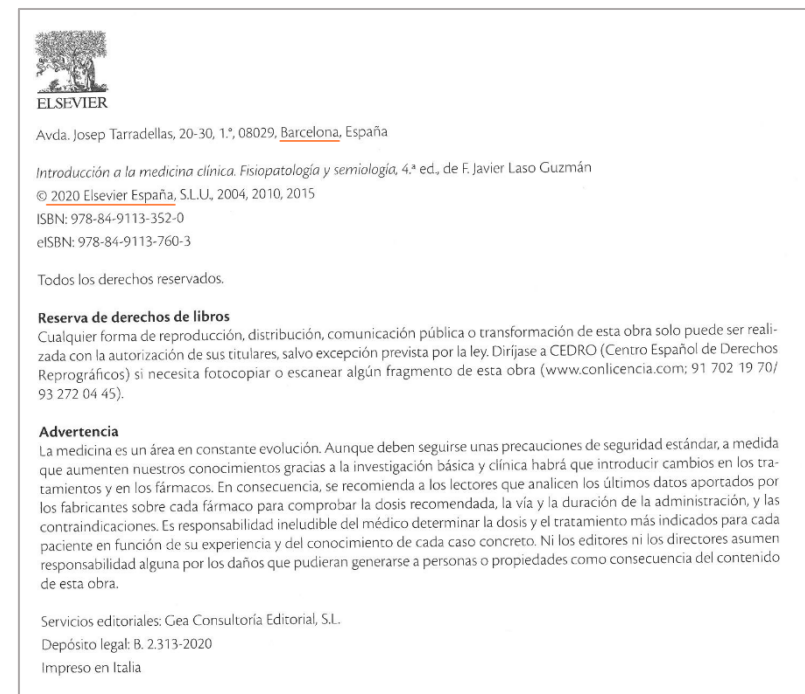 ELSEVIER
Avda. Josep Tarradellas, 20-30, 1.º, 08029, Barcelona, España
Introducción a la medicina clínica. Fisiopatología y semiología, 4.ª ed., de F. Javier Laso Guzmán
© 2020 Elsevier España, S.L.U., 2004, 2010, 2015
ISBN: 978-84-9113-352-0
eISBN: 978-84-9113-760-3
Todos los derechos reservados.
Reserva de derechos de libros
Cualquier forma de reproducción, distribución, comunicación pública o transformación de esta obra solo puede ser reali-
zada con la autorización de sus titulares, salvo excepción prevista por la ley. Diríjase a CEDRO (Centro Español de Derechos
Reprográficos) si necesita fotocopiar o escanear algún fragmento de esta obra (www.conlicencia.com; 91 702 19 70/
93 272 04 45).
Advertencia
La medicina es un área en constante evolución. Aunque deben seguirse unas precauciones de seguridad estándar, a medida
que aumenten nuestros conocimientos gracias a la investigación básica y clínica habrá que introducir cambios en los tra-
tamientos y en los fármacos. En consecuencia, se recomienda a los lectores que analicen los últimos datos aportados por
los fabricantes sobre cada fármaco para comprobar la dosis recomendada, la vía y la duración de la administración, y las
contraindicaciones. Es responsabilidad ineludible del médico determinar la dosis y el tratamiento más indicados para cada
paciente en función de su experiencia y del conocimiento de cada caso concreto. Ni los editores ni los directores asumen
responsabilidad alguna por los daños que pudieran generarse a personas o propiedades como consecuencia del contenido
de esta obra.
Servicios editoriales: Gea Consultoría Editorial, S.L.
Depósito legal: B. 2.313-2020
Impreso en Italia